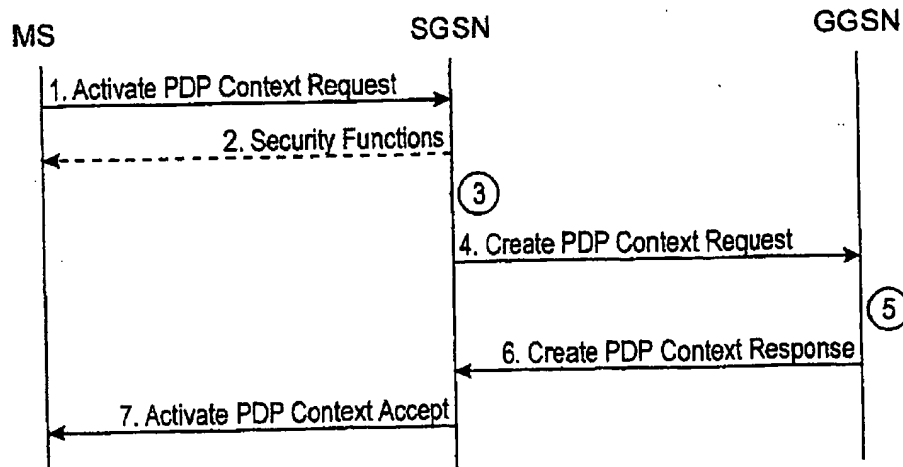 MS
SGSN
GGSN
1. Activate PDP Context Request
2. Security Functions
3
4. Create PDP Context Request
5
6. Create PDP Context Response
7. Activate PDP Context Accept